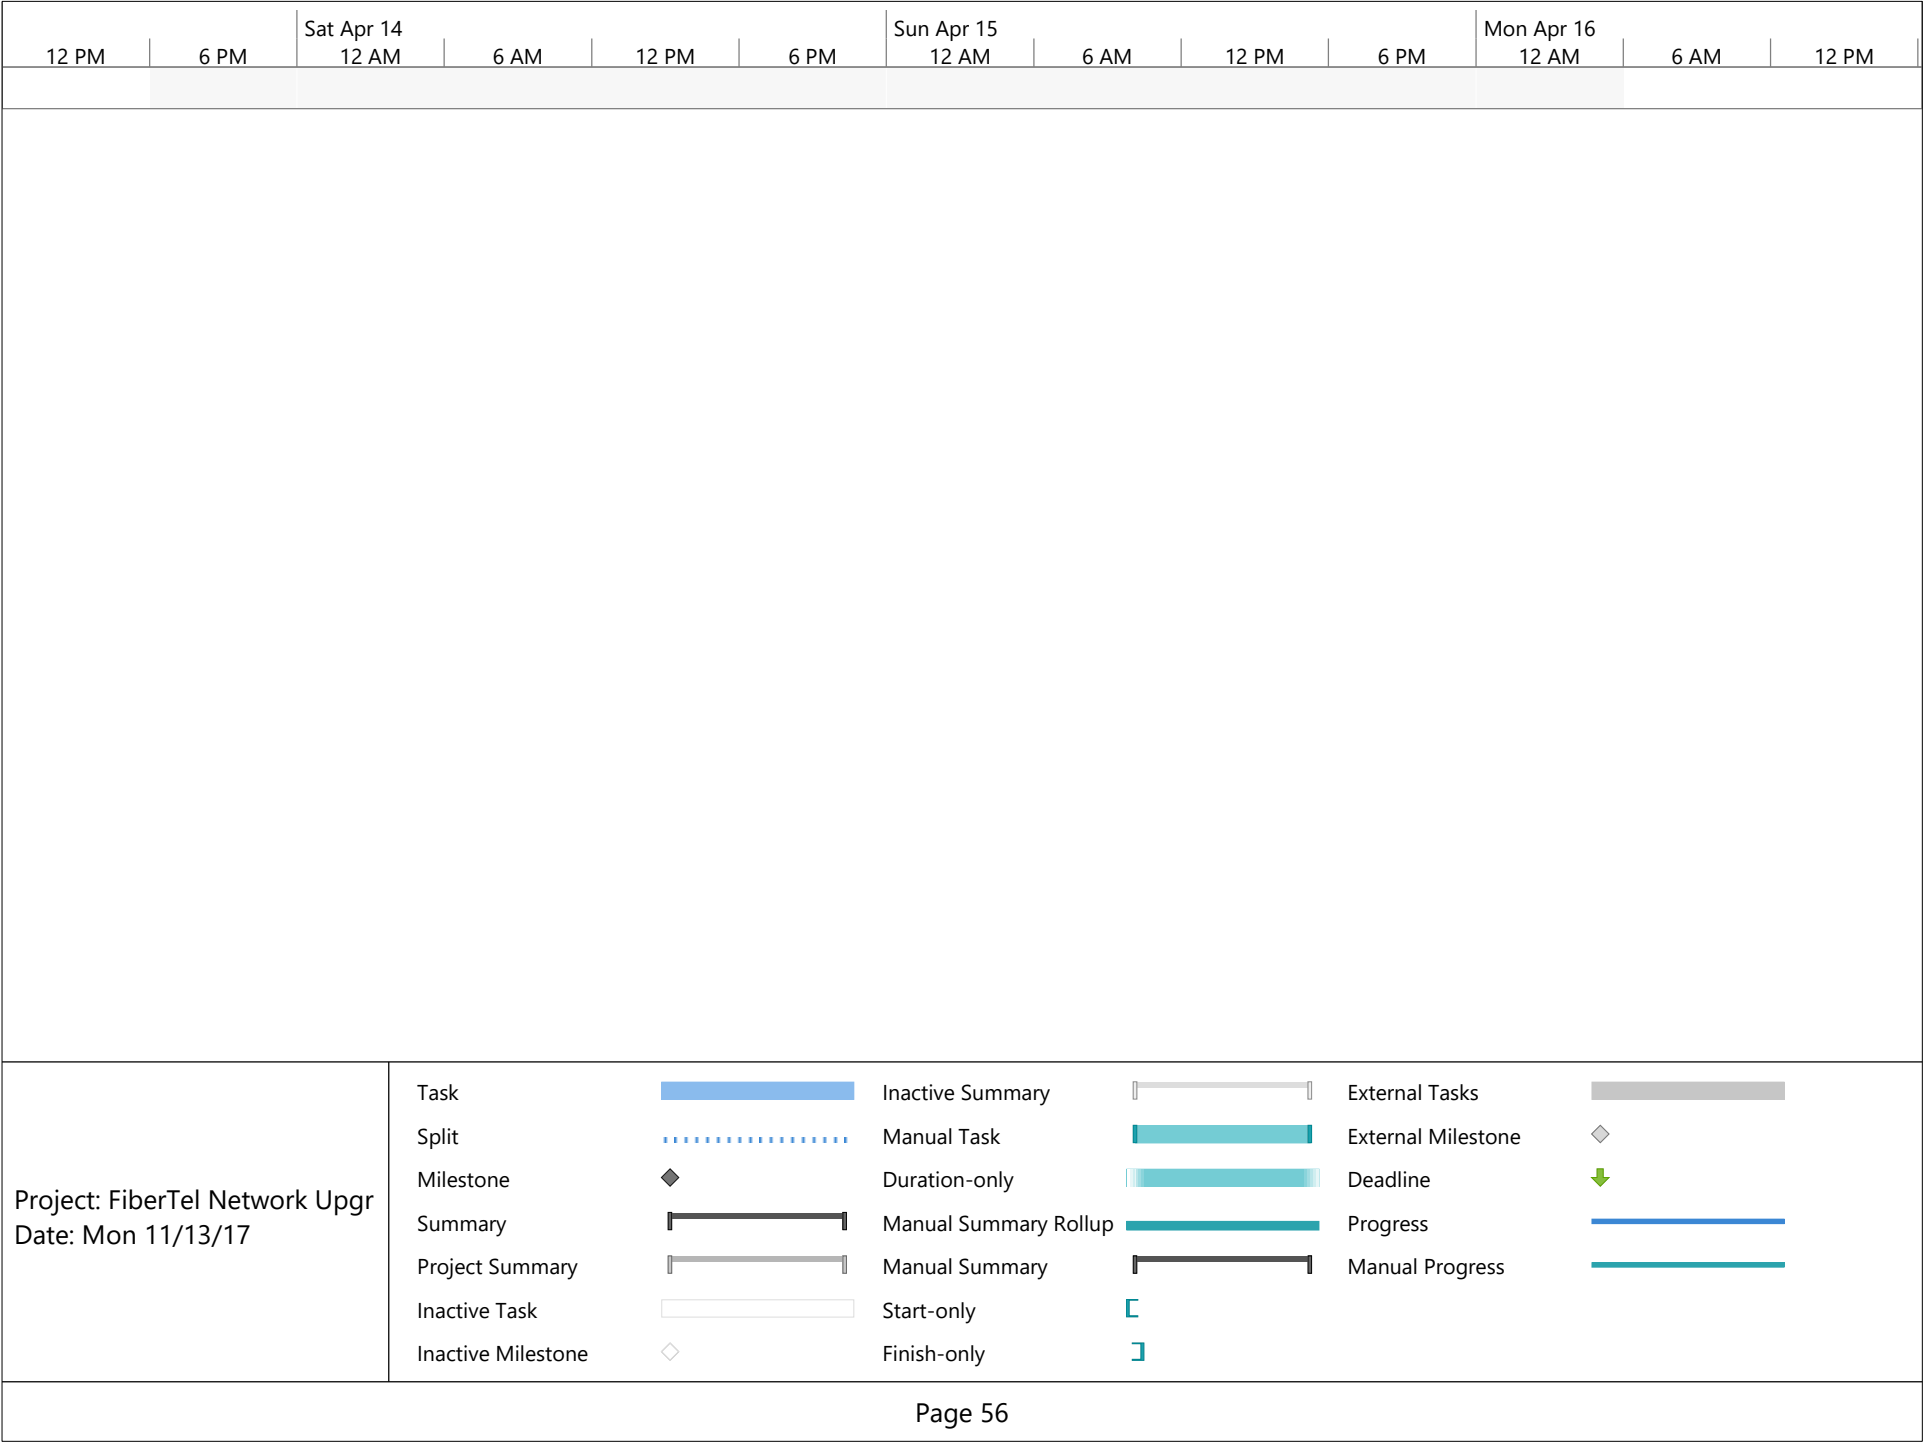 Sat Apr 14 Sun Apr 15 Mon Apr 16
12 PM 6 PM 12 AM 6 AM 12 PM 6 PM 12 AM 6 AM 12 PM 6 PM 12 AM 6 AM 12 PM
Project: FiberTel Network Upgr
Date: Mon 11/13/17
Task
Split
Milestone
Summary
Project Summary
Inactive Task
Inactive Milestone
Inactive Summary
Manual Task
Duration-only
Manual Summary Rollup
Manual Summary
Start-only
Finish-only
External Tasks
External Milestone
Deadline
Progress
Manual Progress
Page 56